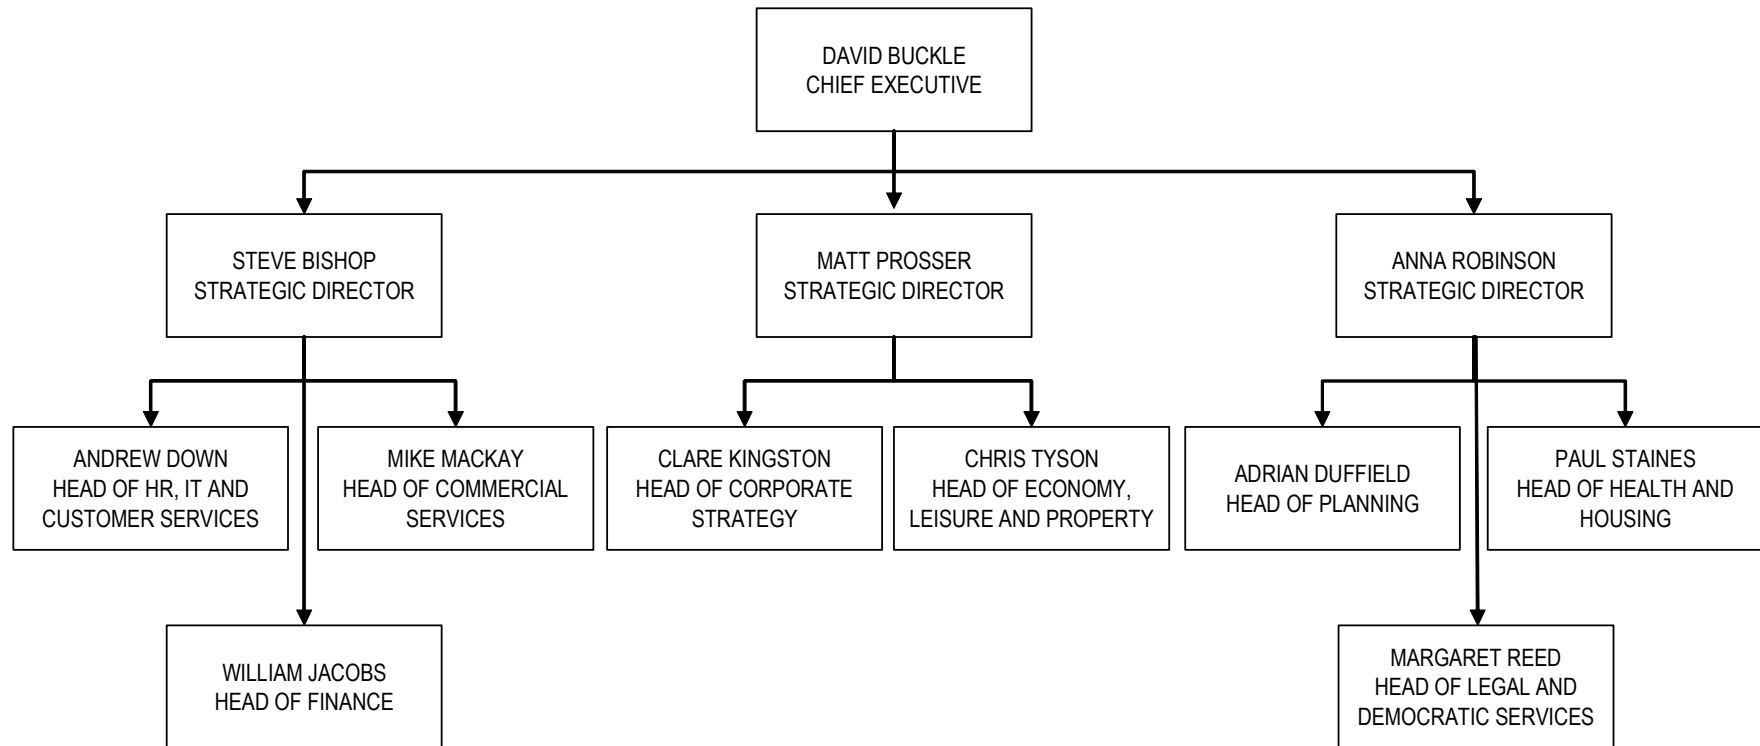 DAVID BUCKLE
CHIEF EXECUTIVE
STEVE BISHOP
STRATEGIC DIRECTOR
MATT PROSSER
STRATEGIC DIRECTOR
ANNA ROBINSON
STRATEGIC DIRECTOR
ANDREW DOWN
HEAD OF HR, IT AND
CUSTOMER SERVICES
MIKE MACKAY
HEAD OF COMMERCIAL
SERVICES
CLARE KINGSTON
HEAD OF CORPORATE
STRATEGY
CHRIS TYSON
HEAD OF ECONOMY,
LEISURE AND PROPERTY
ADRIAN DUFFIELD
HEAD OF PLANNING
PAUL STAINES
HEAD OF HEALTH AND
HOUSING
WILLIAM JACOBS
HEAD OF FINANCE
MARGARET REED
HEAD OF LEGAL AND
DEMOCRATIC SERVICES